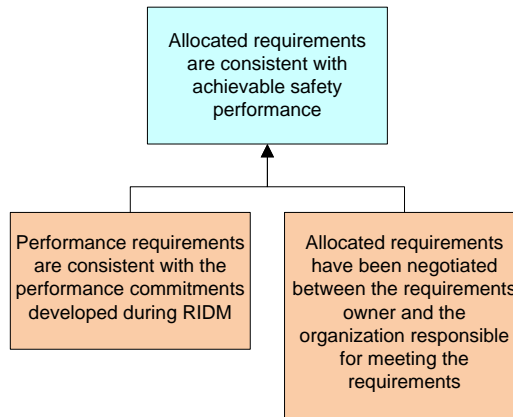 Allocated requirements
are consistent with
achievable safety
performance
Performance requirements
are consistent with the
performance commitments
developed during RIDM
Allocated requirements
have been negotiated
between the requirements
owner and the
organization responsible
for meeting the
requirements